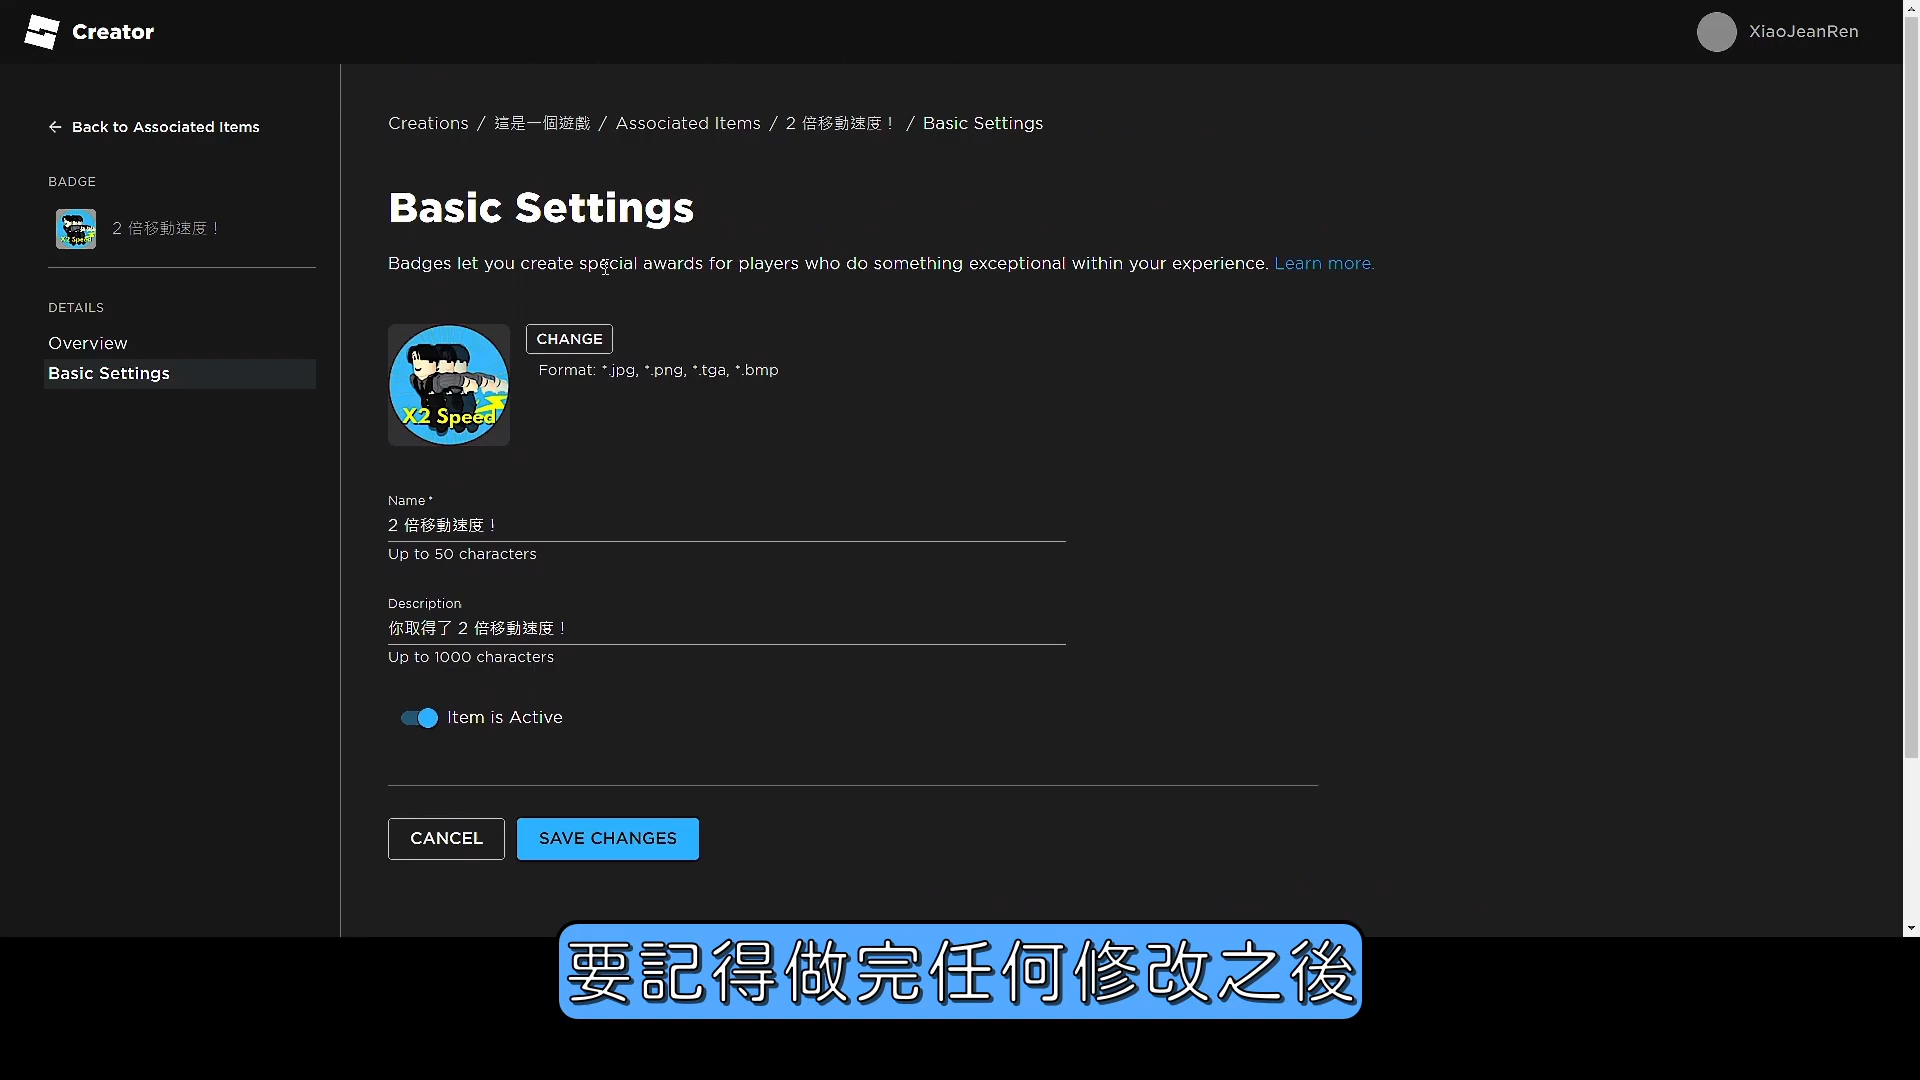 Creator
XiaoJeanRen
Back to Associated Items
BADGE
2 倍移動速度！
DETAILS
Overview
Basic Settings
Creations / 這是一個遊戲 / Associated Items / 2 倍移動速度！ / Basic Settings
Basic Settings
Badges let you create special awards for players who do something exceptional within your experience. Learn more.
X2 Speed
CHANGE
Format: *.jpg, *.png, *.tga, *.bmp
Name *
2 倍移動速度！
Up to 50 characters
Description
你取得了 2 倍移動速度！
Up to 1000 characters
Item is Active
CANCEL
SAVE CHANGES
要記得做完任何修改之後